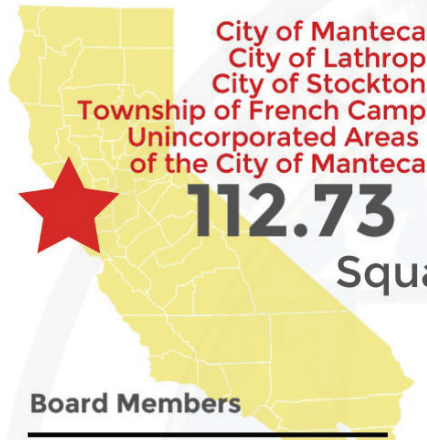 City of Manteca
City of Lathrop
City of Stockton
Township of French Camp
Unincorporated Areas
of the City of Manteca
112.73
Squa
Board Members